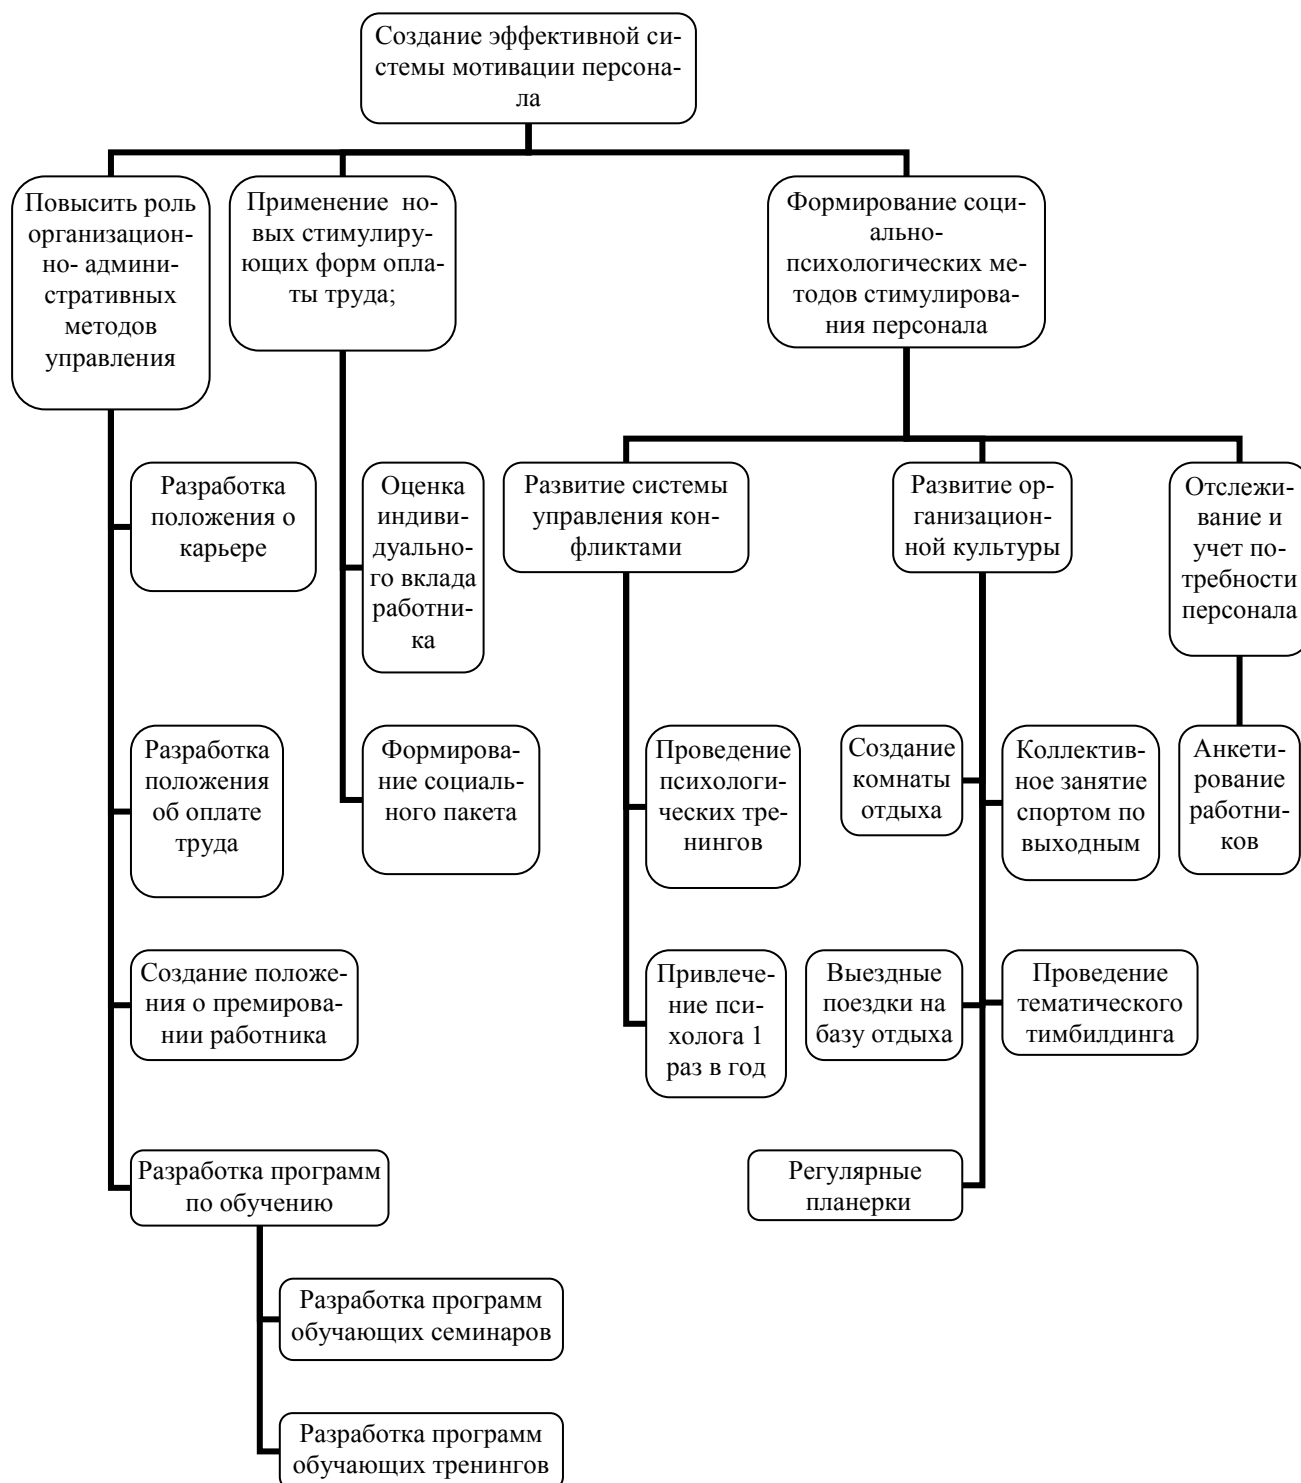 Создание эффективной си-
стемы мотивации персона-
ла
Повысить роль
организацион-
но- админи-
стративных
методов
управления
Применение  но-
вых стимулиру-
ющих форм опла-
ты труда;
Формирование соци-
ально-
психологических ме-
тодов стимулирова-
ния персонала
Разработка
положения о
карьере
Оценка
индиви-
дуально-
го вклада
работни-
ка
Развитие системы
управления кон-
фликтами
Развитие ор-
ганизацион-
ной культуры
Отслежи-
вание и
учет по-
требности
персонала
Разработка
положения
об оплате
труда
Формирова-
ние социаль-
ного пакета
Проведение
психологи-
ческих тре-
нингов
Создание
комнаты
отдыха
Коллектив-
ное занятие
спортом по
выходным
Анкети-
рование
работни-
ков
Создание положе-
ния о премирова-
нии работника
Привлече-
ние пси-
холога 1
раз в год
Выездные
поездки на
базу отдыха
Проведение
тематического
тимбилдинга
Разработка программ
по обучению
Регулярные
планерки
Разработка программ
обучающих семинаров
Разработка программ
обучающих тренингов